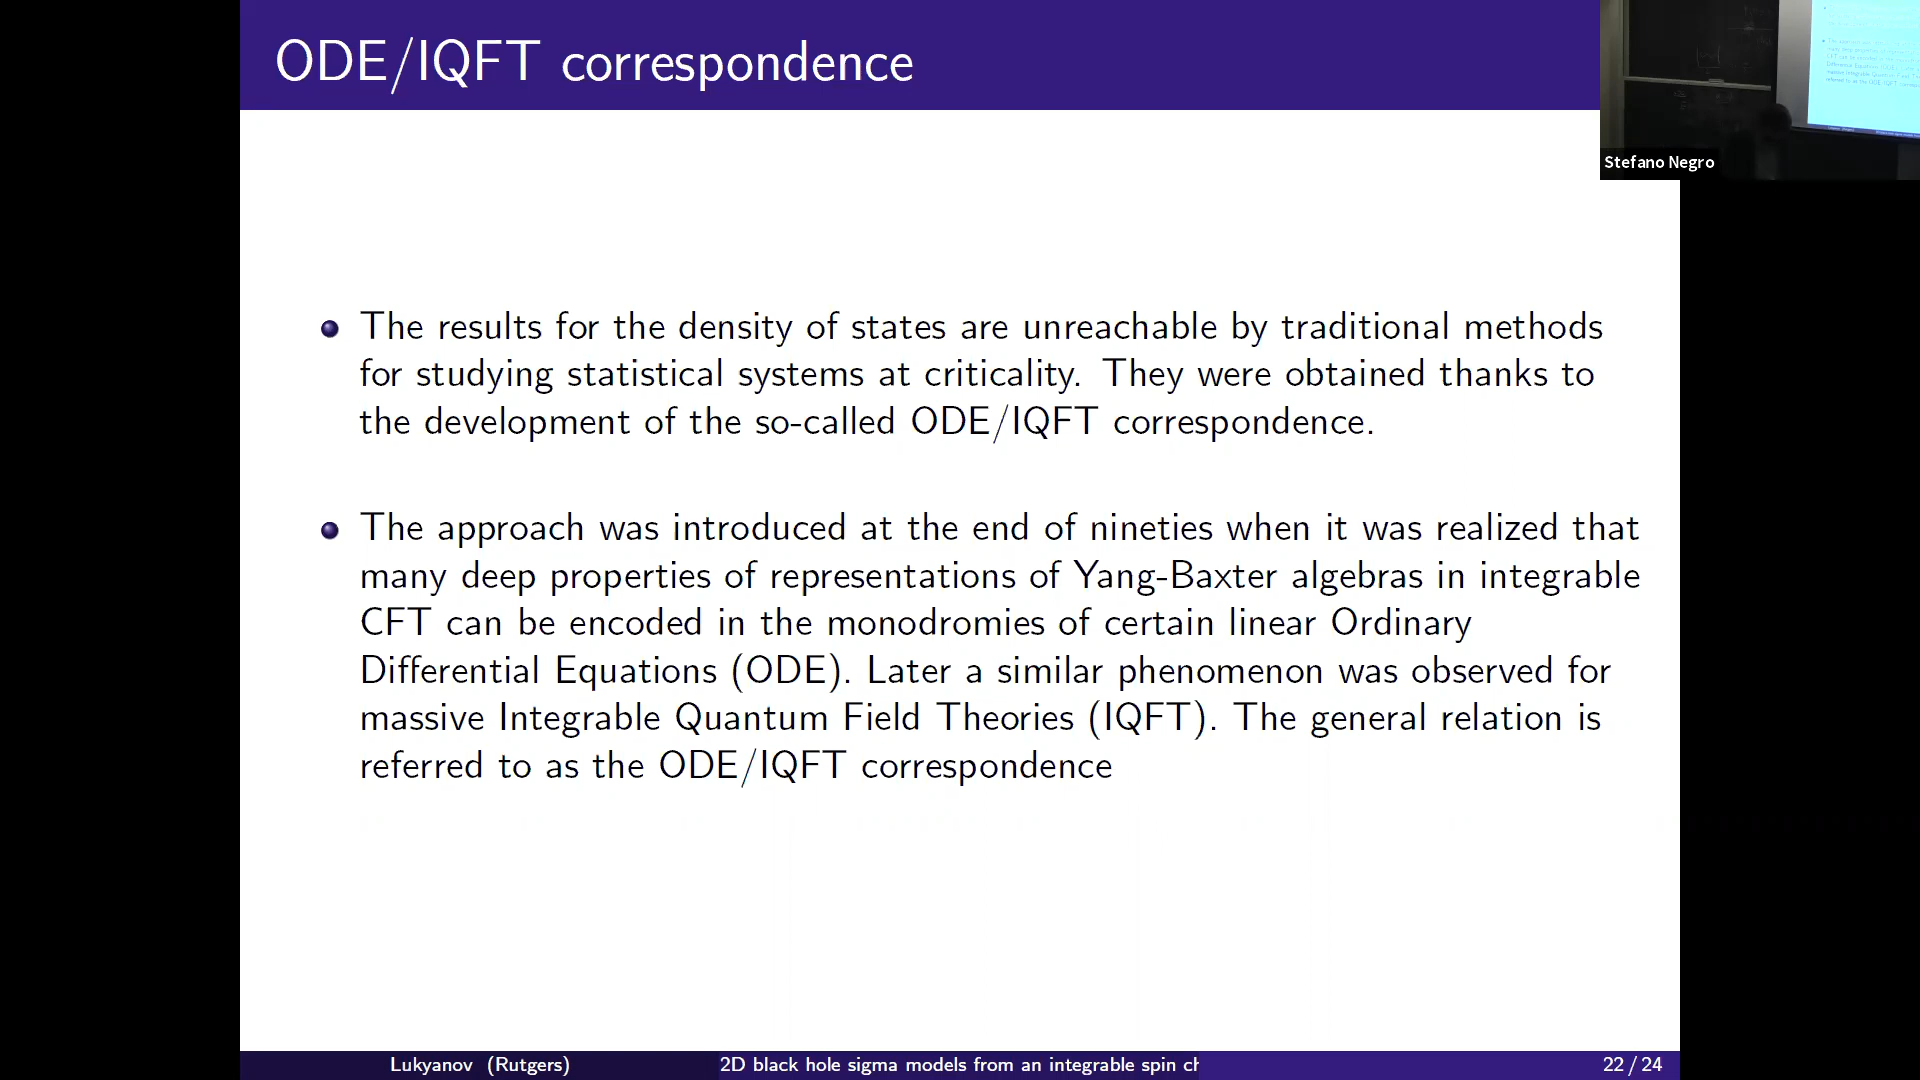 ODE/IQFT correspondence
Stefano Negro
The results for the density of states are unreachable by traditional methods
for studying statistical systems at criticality. They were obtained thanks to
the development of the so-called ODE/IQFT correspondence.
The approach was introduced at the end of nineties when it was realized that
many deep properties of representations of Yang-Baxter algebras in integrable
CFT can be encoded in the monodromies of certain linear Ordinary
Differential Equations (ODE). Later a similar phenomenon was observed for
massive Integrable Quantum Field Theories (IQFT). The general relation is
referred to as the ODE/IQFT correspondence
Lukyanov (Rutgers)
2D black hole sigma models from an integrable spin ch
22 / 24